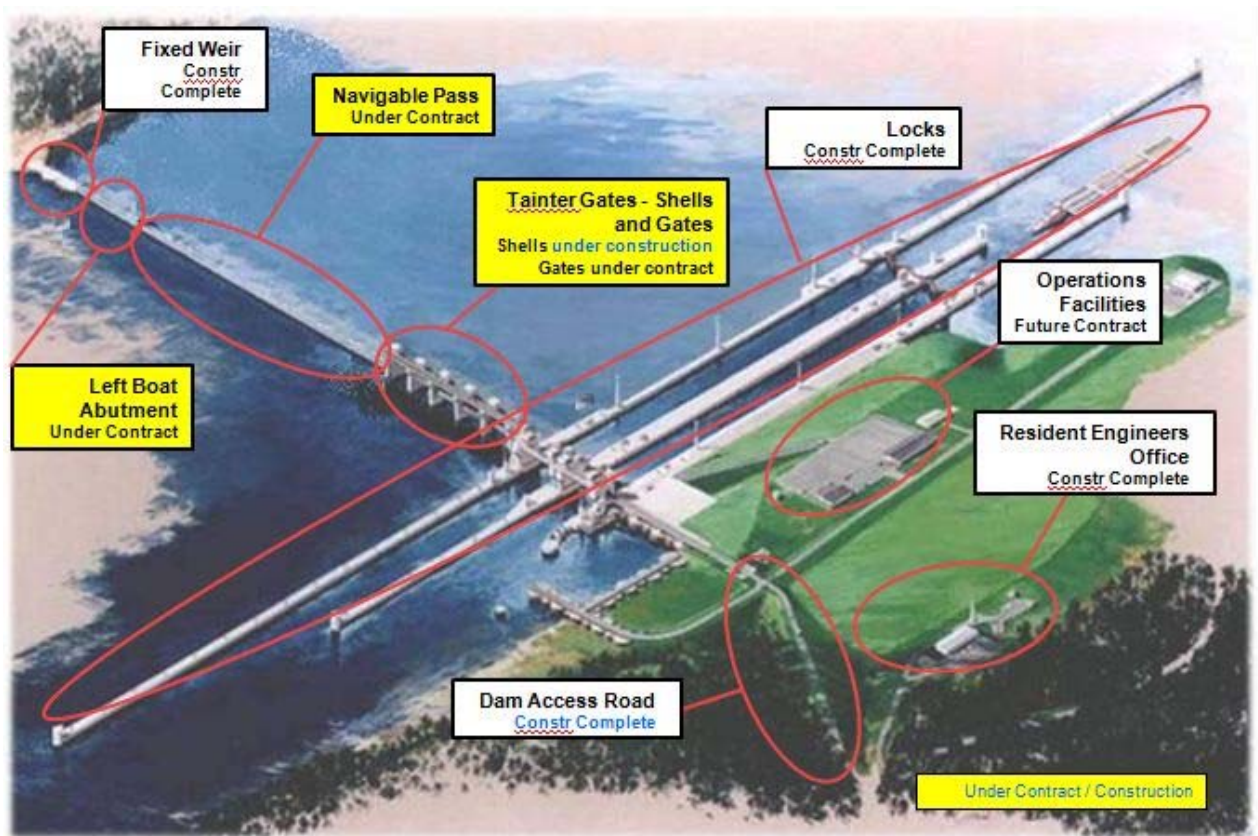 Fixed Weir
Constr
Complete
Navigable Pass
Under Contract
Locks
Constr Complete
Tainter Gates - Shells
and Gates
Shells under construction
Gates under contract
Operations
Facilities
Future Contract
Left Boat
Abutment
Under Contract
Resident Engineers
Office
Constr Complete
Dam Access Road
Constr Complete
Under Contract / Construction